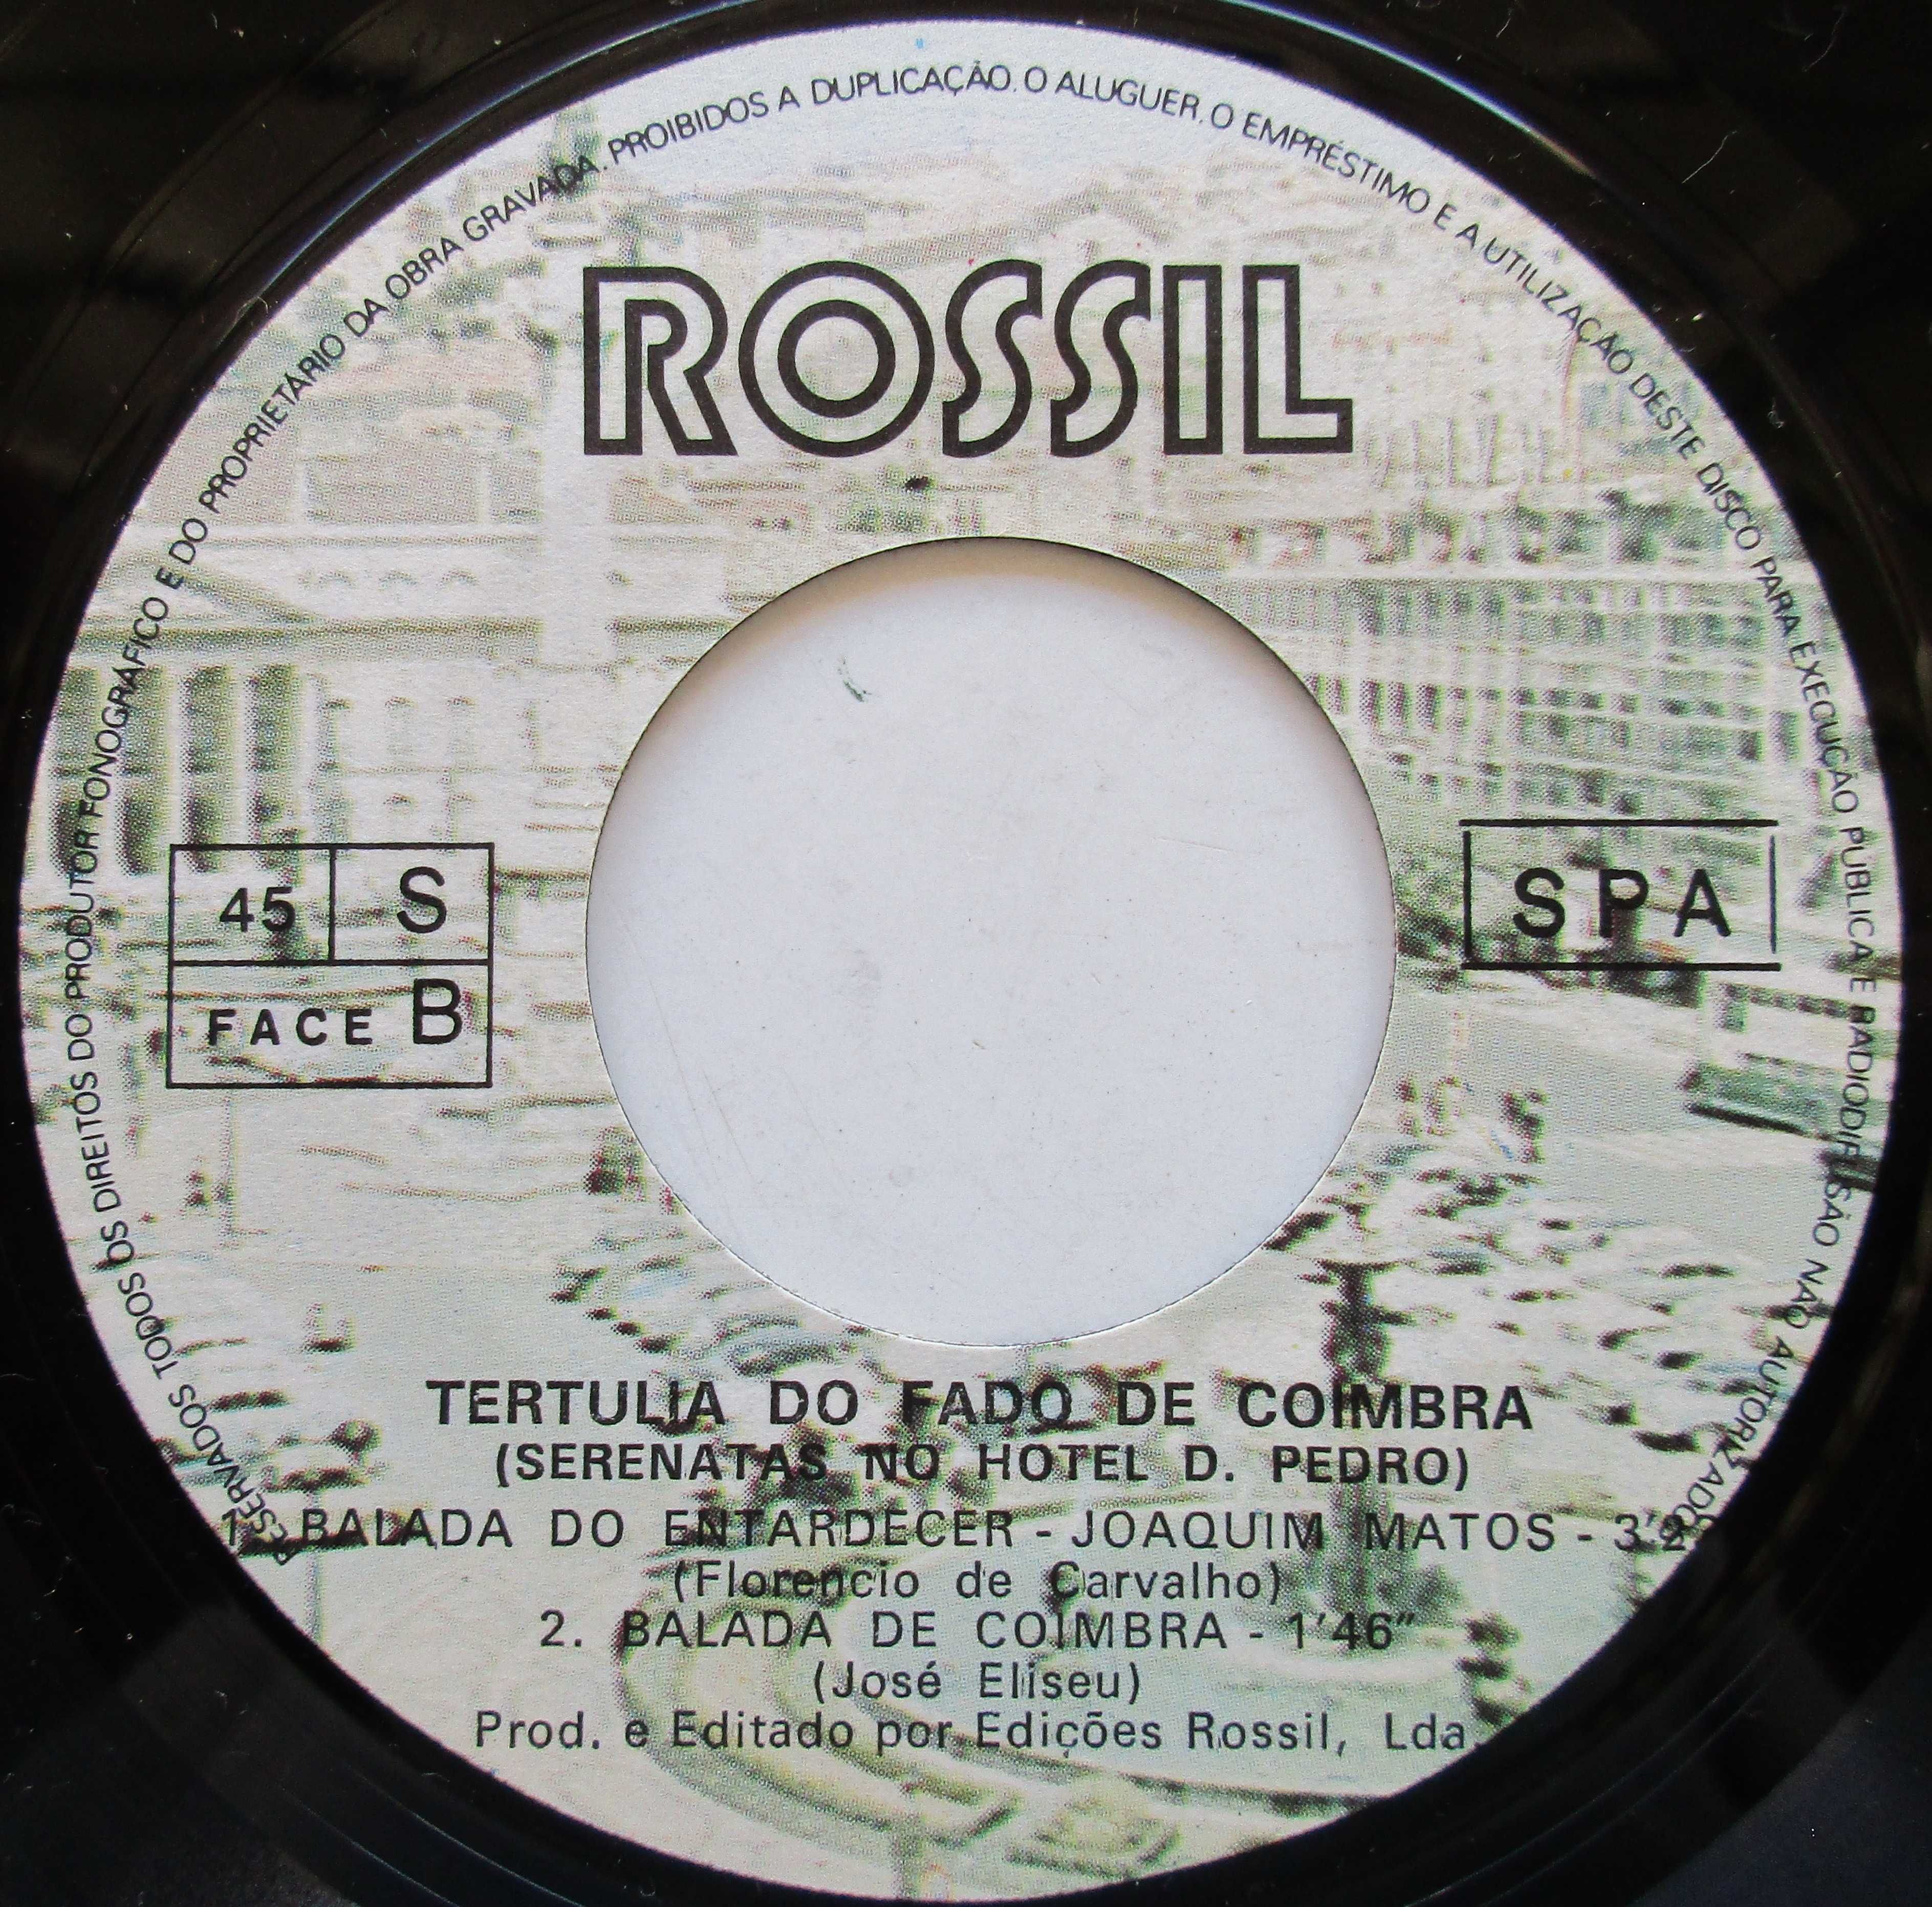 RESERVADOS TODOS OS DIREITOS DO PRODUTOR FONOGRÁFICO E DO PROPRIETÁRIO DA OBRA GRAVADA. PROIBIDOS A DUPLICAÇÃO. O ALUGUER. O EMPRÉSTIMO E A UTILIZAÇÃO DESTE DISCO PARA EXECUÇÃO PUBLICA E RADIODIFUSÃO NÃO AUTORIZADOS
ROSSIL
45 S
FACE B
SPA
TERTULIA DO FADO DE COIMBRA
(SERENATAS NO HOTEL D. PEDRO)
1. BALADA DO ENTARDECER - JOAQUIM MATOS -
(Florencio de Carvalho)
2. BALADA DE COIMBRA - 1'46"
(José Eliseu)
Prod. e Editado por Edições Rossil, Lda